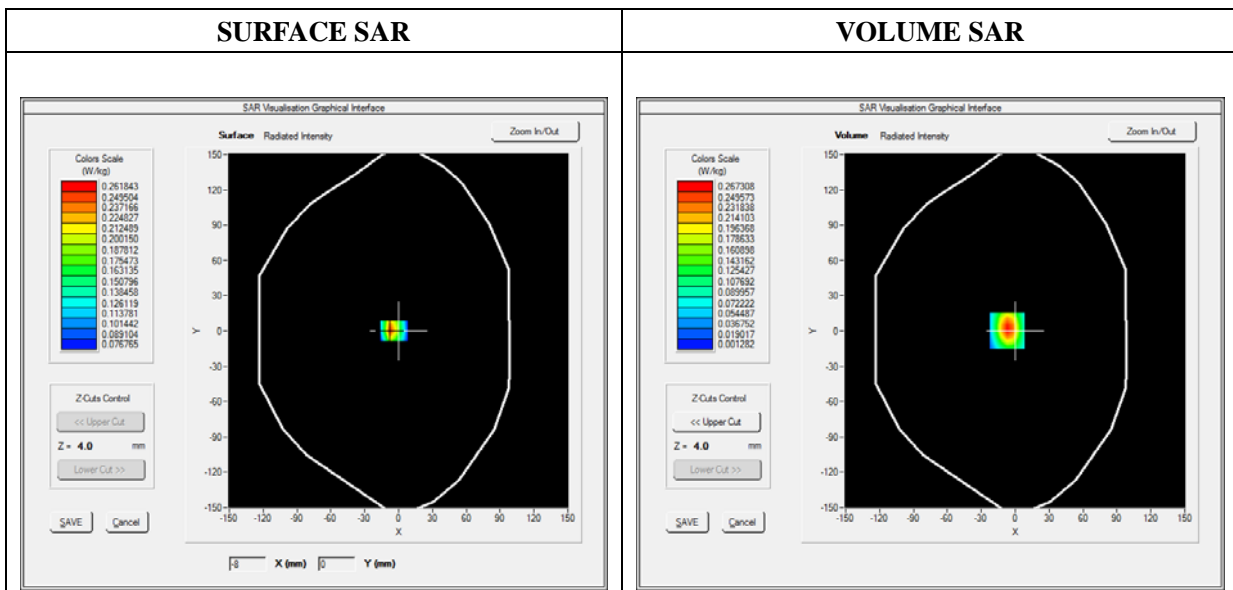 SURFACE SAR
SAR Visualisation Graphical Interface
Surface Radiated Intensity
Zoom In/Out
Colors Scale
(W/kg)
0.261843
0.249504
0.237166
0.224827
0.212489
0.200150
0.187812
0.175473
0.163135
0.150796
0.138458
0.126119
0.113781
0.101442
0.089104
0.076765
150
120
90
60
30
0
-30
-60
-90
-120
-150
Y
-150 -120 -90 -60 -30 0 30 60 90 120 150
X
Z-Cuts Control
<< Upper Cut
Z = 4.0 mm
Lower Cut >>
SAVE Cancel
-8 X (mm) 0 Y (mm)
VOLUME SAR
SAR Visualisation Graphical Interface
Volume Radiated Intensity
Zoom In/Out
Colors Scale
(W/kg)
0.267308
0.249573
0.231838
0.214103
0.196368
0.178633
0.160898
0.143162
0.125427
0.107692
0.089957
0.072222
0.054487
0.036752
0.019017
0.001282
150
120
90
60
30
0
-30
-60
-90
-120
-150
Y
-150 -120 -90 -60 -30 0 30 60 90 120 150
X
Z-Cuts Control
<< Upper Cut
Z = 4.0 mm
Lower Cut >>
SAVE Cancel